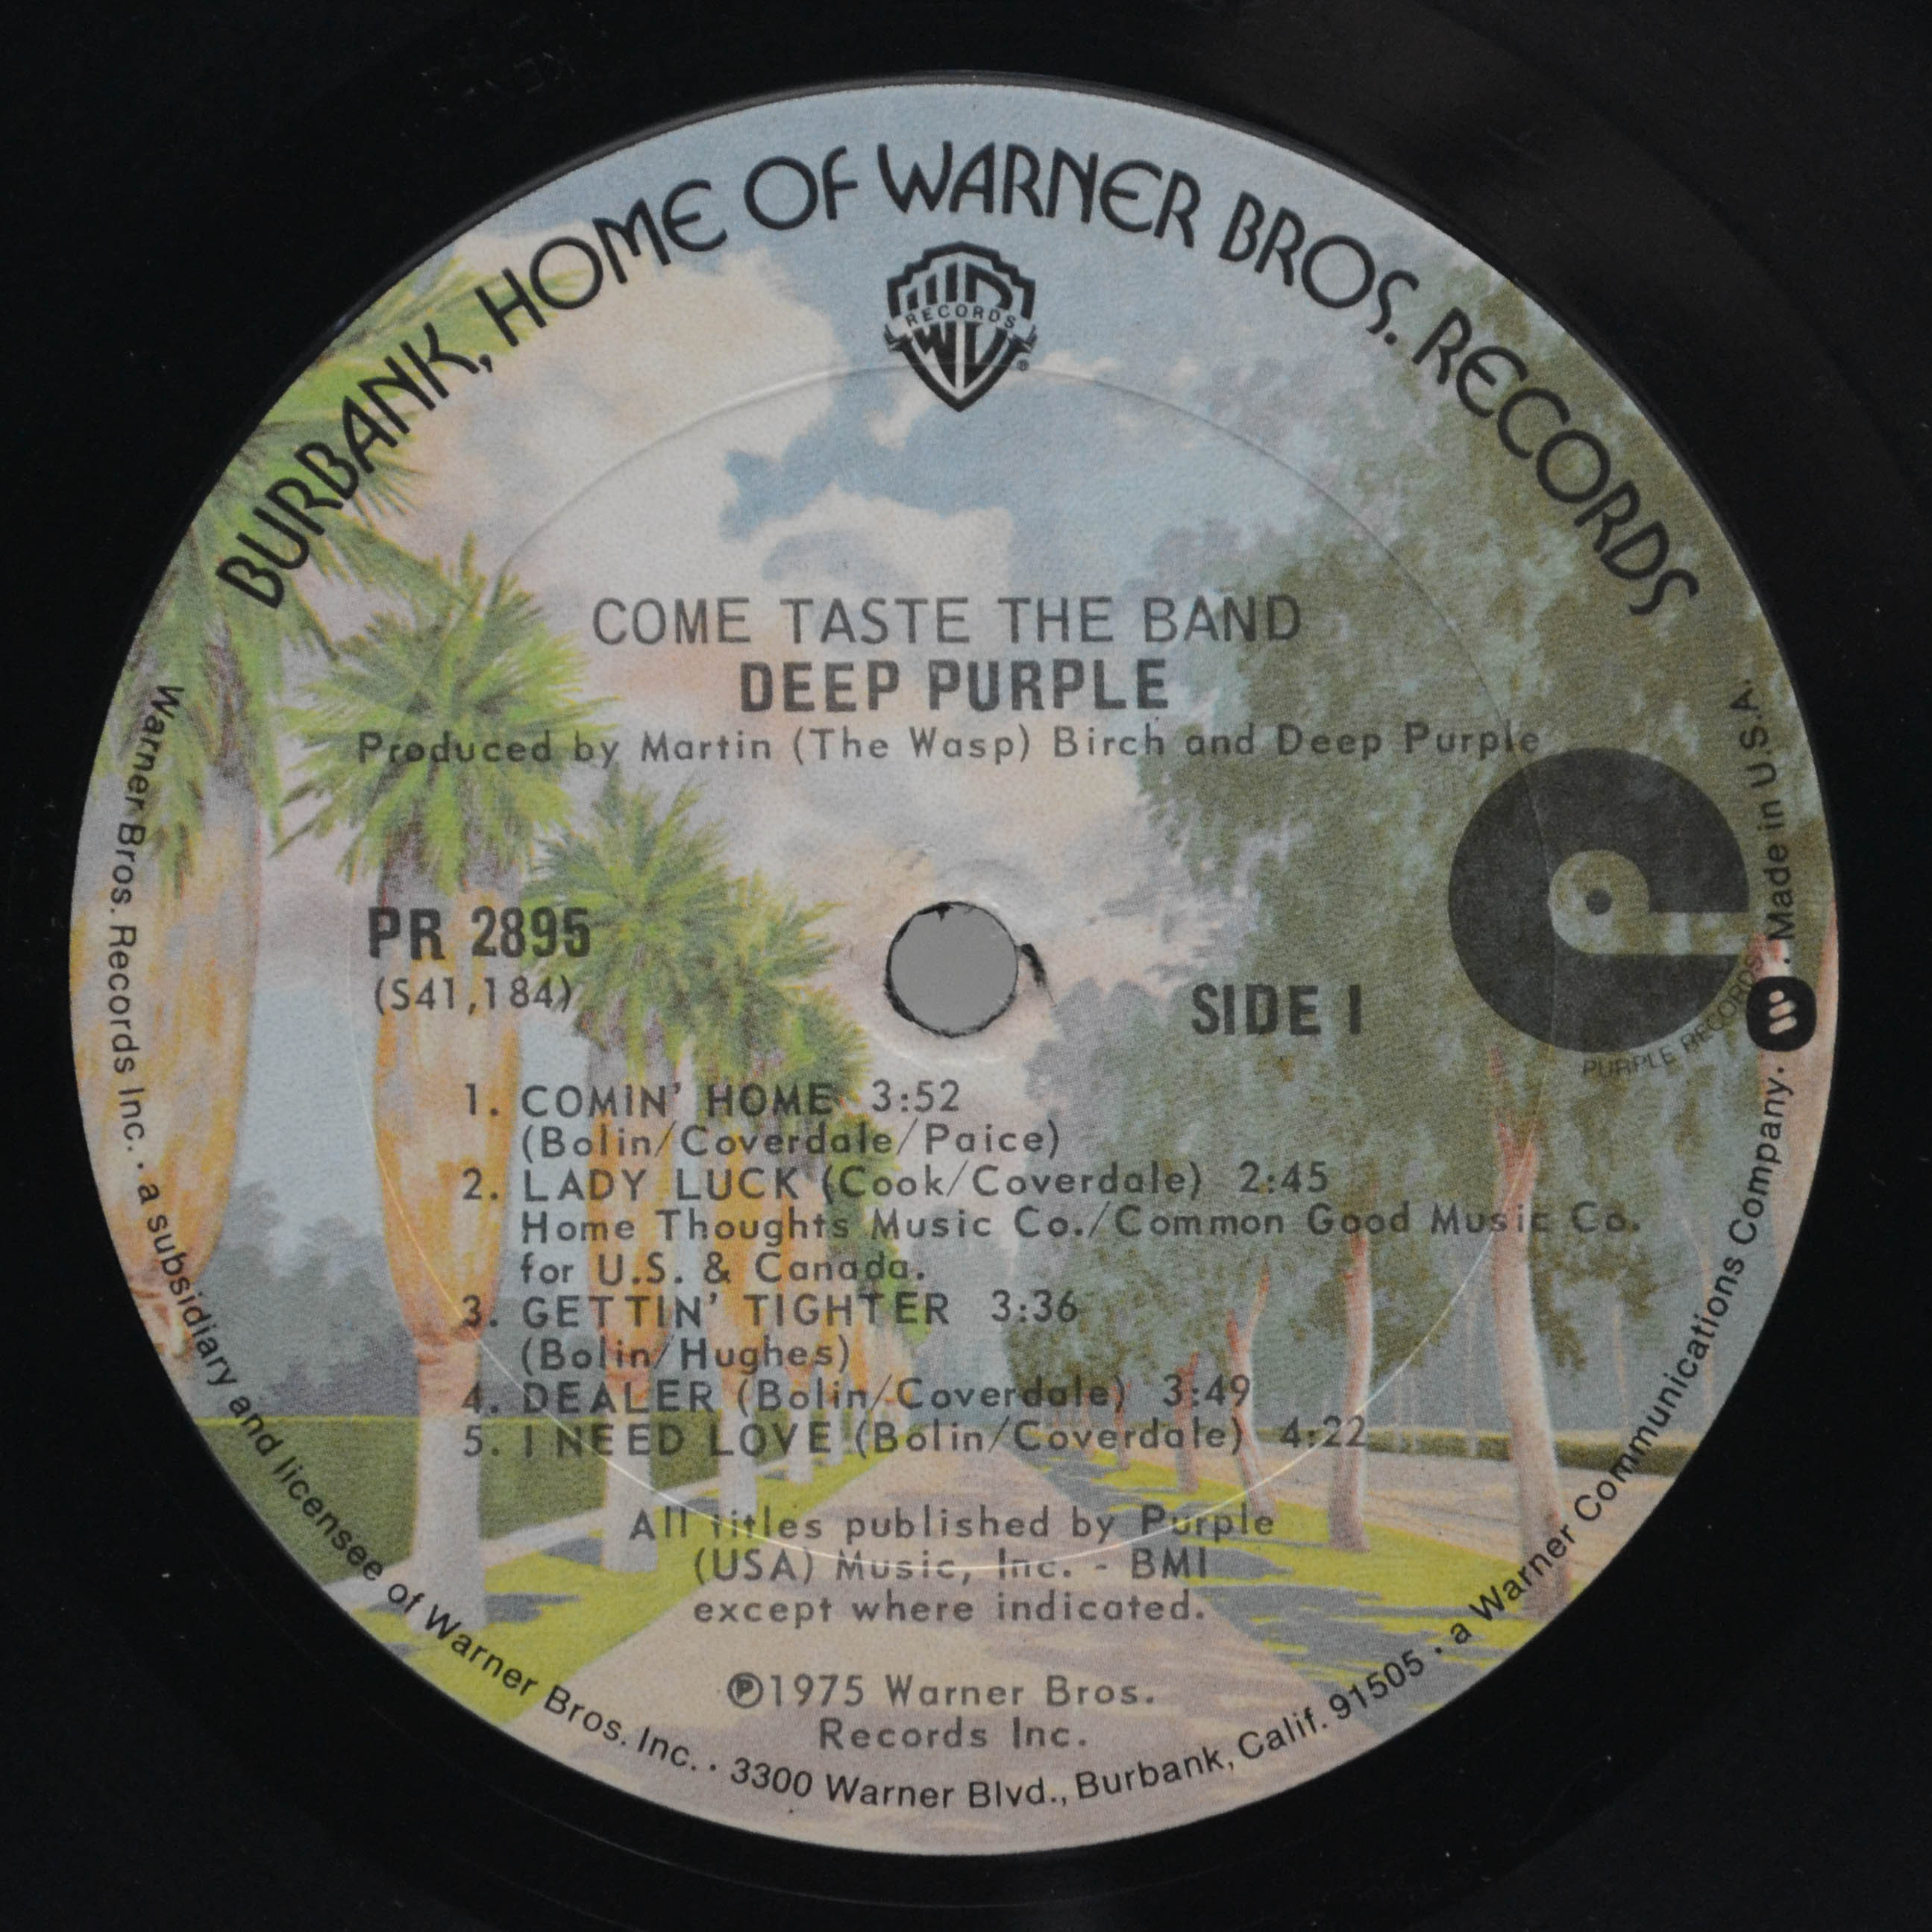 BURBANK, HOME OF WARNER BROS. RECORDS
RECORDS
®
COME TASTE THE BAND
DEEP PURPLE
Produced by Martin (The Wasp) Birch and Deep Purple
PR 2895
(S41,184)
SIDE 1
PURPLE RECORDS
1. COMIN' HOME 3:52
(Bolin/Coverdale/Paice)
2. LADY LUCK (Cook/Coverdale) 2:45
Home Thoughts Music Co./Common Good Music Co.
for U.S. & Canada.
3. GETTIN' TIGHTER 3:36
(Bolin/Hughes)
4. DEALER (Bolin/Coverdale) 3:49
5. I NEED LOVE (Bolin/Coverdale) 4:22
All titles published by Purple
(USA) Music, Inc. - BMI
except where indicated.
℗1975 Warner Bros.
Records Inc.
Warner Bros. Records Inc. · a subsidiary and licensee of Warner Bros. Inc. · 3300 Warner Blvd., Burbank, Calif. 91505 · a Warner Communications Company. · Made in U.S.A.